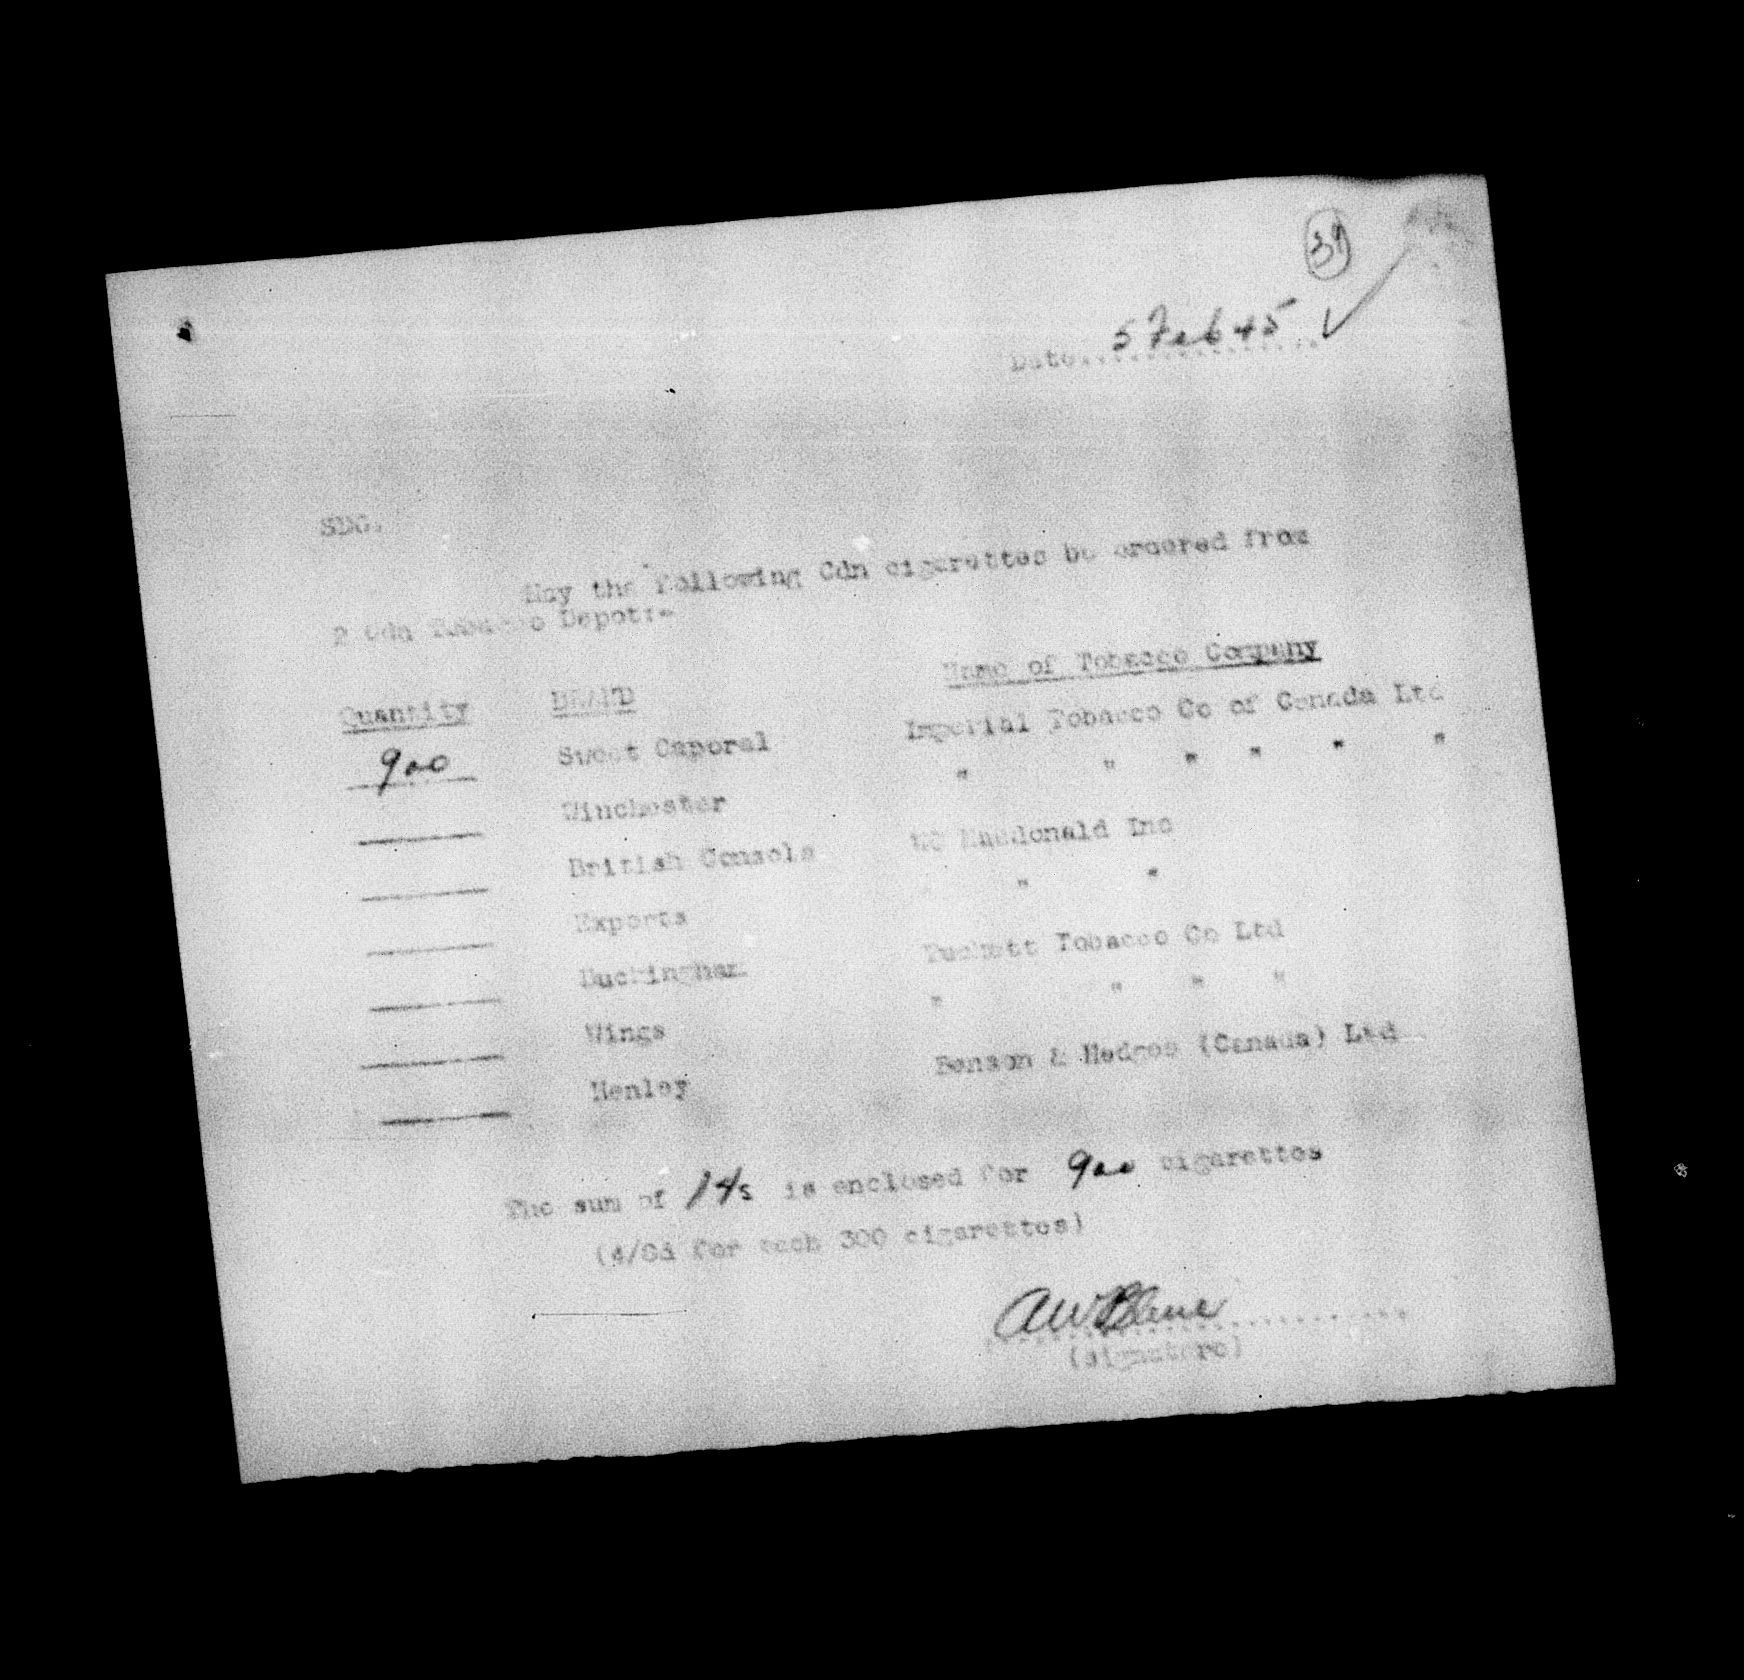 39
Date................ 5 Feb 45
SDG.
May the following Cdn cigarettes be ordered from
2 Cdn Tobacco Depot:-
Quantity BRAND Name of Tobacco Company
900 Sweet Caporal Imperial Tobacco Co of Canada Ltd
Winchester " " " " " "
British Consols WC Macdonald Inc
Exports " "
Buckingham Tuckett Tobacco Co Ltd
Wings " " " "
Henley Benson & Hedges (Canada) Ltd
The sum of 14s is enclosed for 900 cigarettes
(4/8d for each 300 cigarettes)
(signature)